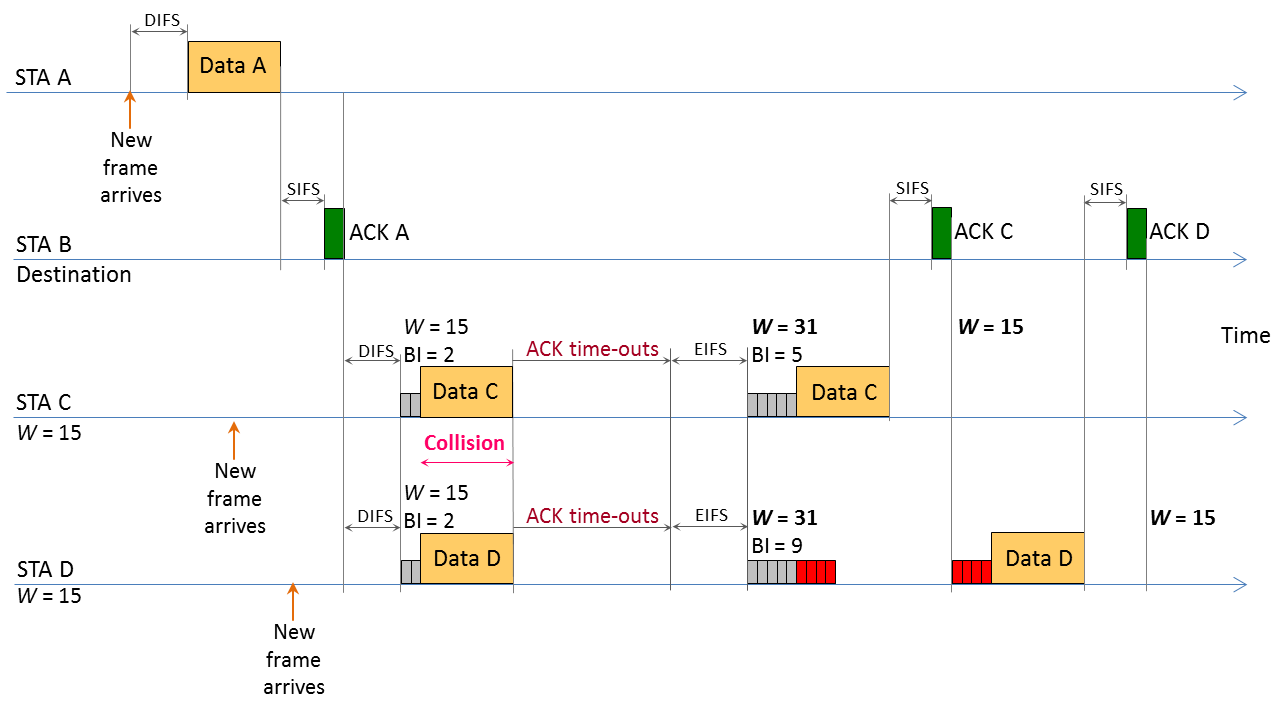 DIFS
Data A
STA A
New
frame
arrives
SIFS
SIFS
SIFS
ACK A
ACK C
ACK D
STA B
Destination
W = 15
W = 31
W = 15
Time
DIFS
BI = 2
ACK time-outs
EIFS
BI = 5
Data C
Data C
STA C
W = 15
Collision
New
frame
arrives
W = 15
DIFS
BI = 2
ACK time-outs
EIFS
W = 31
W = 15
BI = 9
Data D
Data D
STA D
W = 15
New
frame
arrives